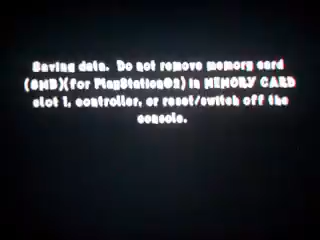 Saving data. Do not remove memory card
(8MB)(for PlayStation®2) in MEMORY CARD
slot 1, controller, or reset/switch off the
console.